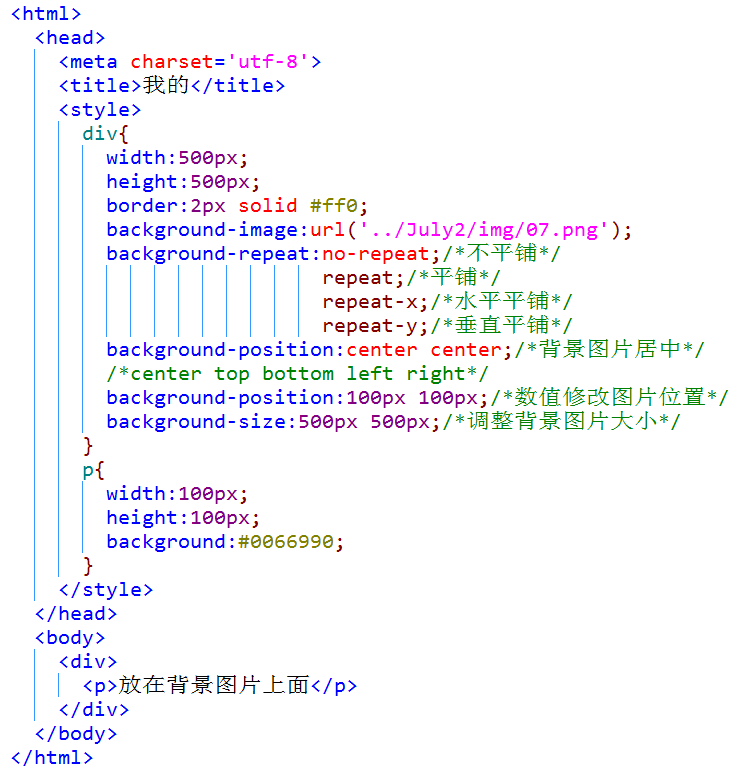 <html>
<head>
<meta charset='utf-8'>
<title>我的</title>
<style>
div{
width:500px;
height:500px;
border:2px solid #ff0;
background-image:url('../July2/img/07.png');
background-repeat:no-repeat;/*不平铺*/
repeat;/*平铺*/
repeat-x;/*水平平铺*/
repeat-y;/*垂直平铺*/
background-position:center center;/*背景图片居中*/
/*center top bottom left right*/
background-position:100px 100px;/*数值修改图片位置*/
background-size:500px 500px;/*调整背景图片大小*/
}
p{
width:100px;
height:100px;
background:#0066990;
}
</style>
</head>
<body>
<div>
<p>放在背景图片上面</p>
</div>
</body>
</html>